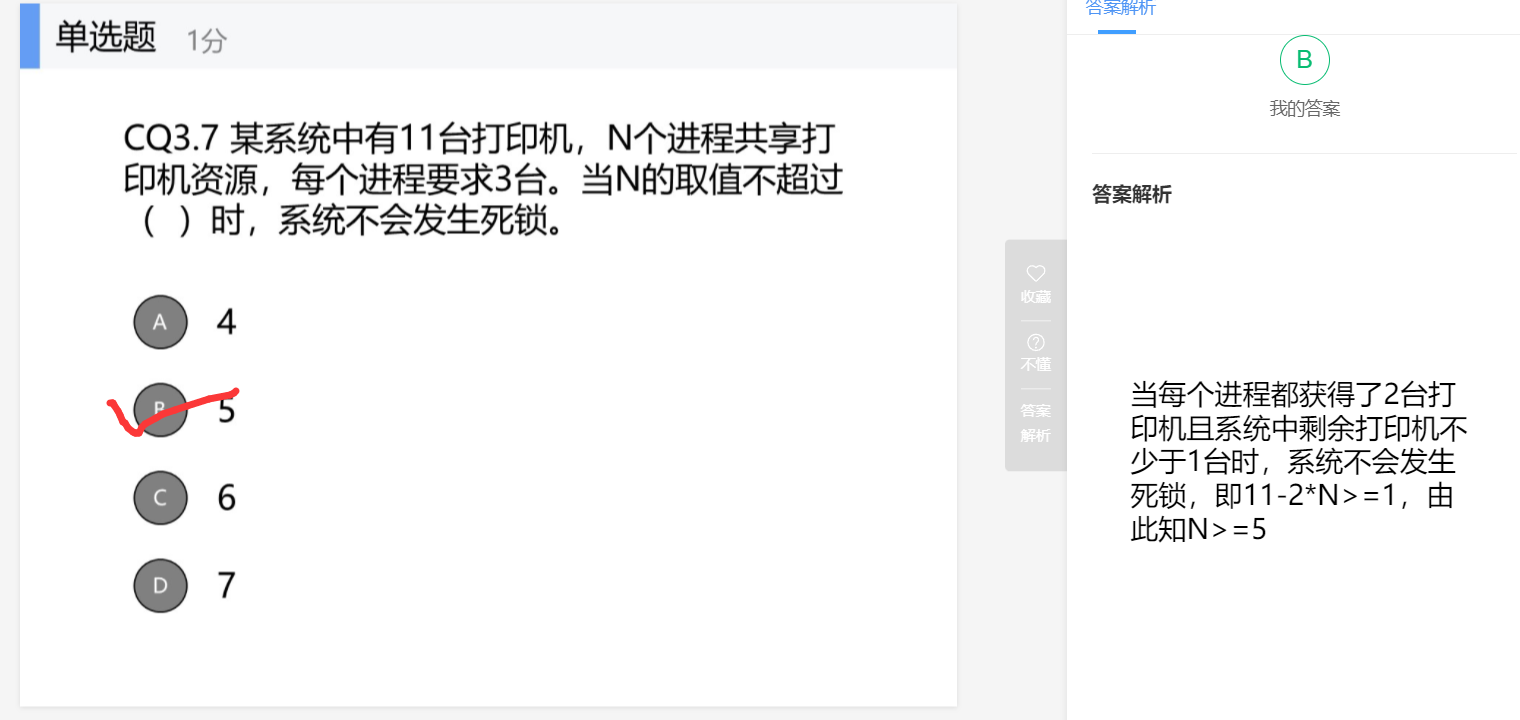 单选题 1分
CQ3.7 某系统中有11台打印机，N个进程共享打
印机资源，每个进程要求3台。当N的取值不超过
（ ）时，系统不会发生死锁。
A 4
B 5
C 6
D 7
收藏
不懂
答案
解析
答案解析
B
我的答案
答案解析
当每个进程都获得了2台打
印机且系统中剩余打印机不
少于1台时，系统不会发生
死锁，即11-2*N>=1，由
此知N>=5